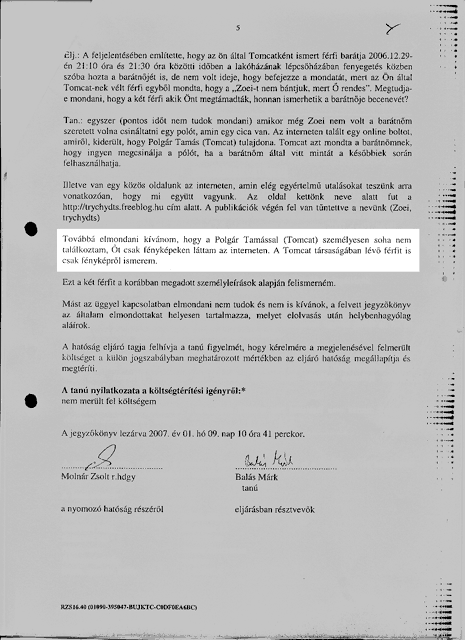 5
Elj.: A feljelentésében említette, hogy az ön által Tomcatként ismert férfi barátja 2006.12.29-
én 21:10 óra és 21:30 óra közötti időben a lakóházának lépcsőházában fenyegetés közben
szóba hozta a barátnőjét is, de nem volt ideje, hogy befejezze a mondatát, mert az Ön által
Tomcat-nek vélt férfi egyből mondta, hogy a „Zoei-t nem bántjuk, mert Ő rendes”. Megtudja-
e mondani, hogy a két férfi akik Önt megtámadták, honnan ismerhetik a barátnője becenevét?
Tan.: egyszer (pontos időt nem tudok mondani) amikor még Zoei nem volt a barátnőm
szeretett volna csináltatni egy polót, amin egy cica van. Az interneten talált egy online boltot,
amiről, kiderült, hogy Polgár Tamás (Tomcat) tulajdona. Tomcat azt mondta a barátnőmnek,
hogy ingyen megcsinálja a pólót, ha a barátnőm által vitt mintát a későbbiek során
felhasználhatja.
Illetve van egy közös oldalunk az interneten, amin elég egyértelmű utalásokat teszünk arra
vonatkozóan, hogy mi együtt vagyunk. Az oldal kettőnk neve alatt fut a
http://trychydts.freeblog.hu cím alatt. A publikációk végén fel van tüntetve a nevünk (Zoei,
trychydts)
Továbbá elmondani kívánom, hogy a Polgár Tamással (Tomcat) személyesen soha nem
találkoztam, Őt csak fényképeken láttam az interneten. A Tomcat társaságában lévő férfit is
csak fényképről ismerem.
Ezt a két férfit a korábban megadott személyleírások alapján felismerném.
Mást az üggyel kapcsolatban elmondani nem tudok és nem is kívánok, a felvett jegyzőkönyv
az általam elmondottakat helyesen tartalmazza, melyet elolvasás után helybenhagyólag
aláírok.
A hatóság eljáró tagja felhívja a tanú figyelmét, hogy kérelmére a megjelenésével felmerült
költséget a külön jogszabályban meghatározott mértékben az eljáró hatóság megállapítja és
megtéríti.
A tanú nyilatkozata a költségtérítési igényről:*
nem merült fel költségem
A jegyzőkönyv lezárva 2007. év 01. hó 09. nap 10 óra 41 perckor.
Balás Márk
Molnár Zsolt r.hdgy Balás Márk
tanú
a nyomozó hatóság részéről eljárásban résztvevők